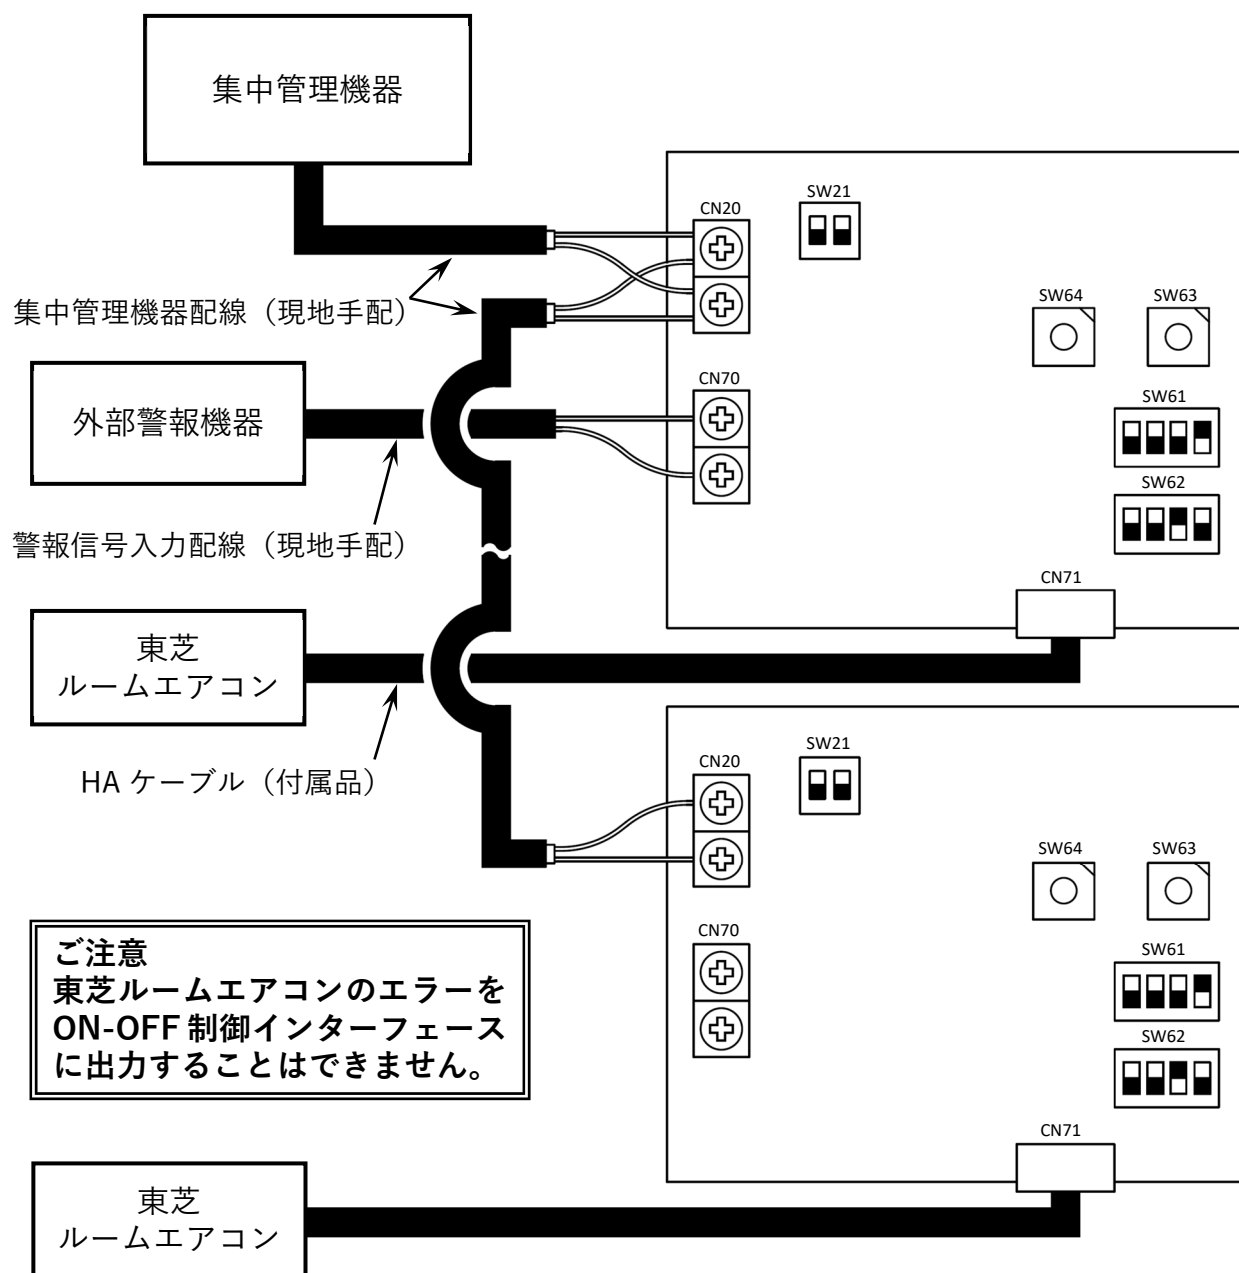 集中管理機器
CN20
SW21
集中管理機器配線（現地手配）
SW64
SW63
外部警報機器
CN70
SW61
SW62
警報信号入力配線（現地手配）
CN71
東芝
ルームエアコン
HA ケーブル（付属品）
CN20
SW21
SW64
SW63
ご注意
東芝ルームエアコンのエラーを
ON-OFF 制御インターフェース
に出力することはできません。
CN70
SW61
SW62
CN71
東芝
ルームエアコン